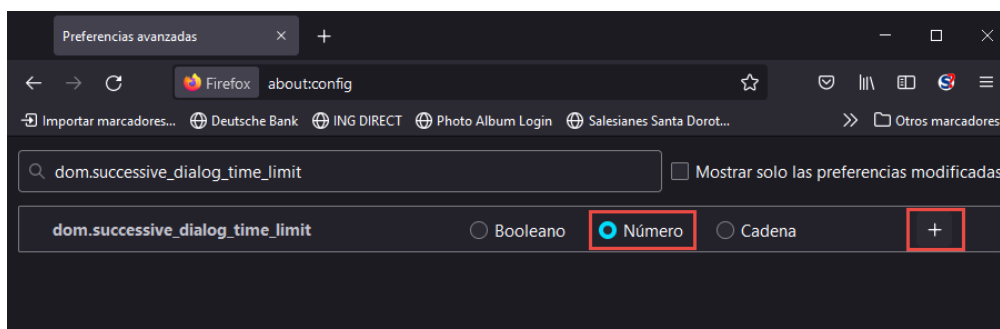 Preferencias avanzadas
Firefox about:config
Importar marcadores... Deutsche Bank ING DIRECT Photo Album Login Salesianes Santa Dorot... Otros marcadores
dom.successive_dialog_time_limit Mostrar solo las preferencias modificadas
dom.successive_dialog_time_limit Booleano Número Cadena +